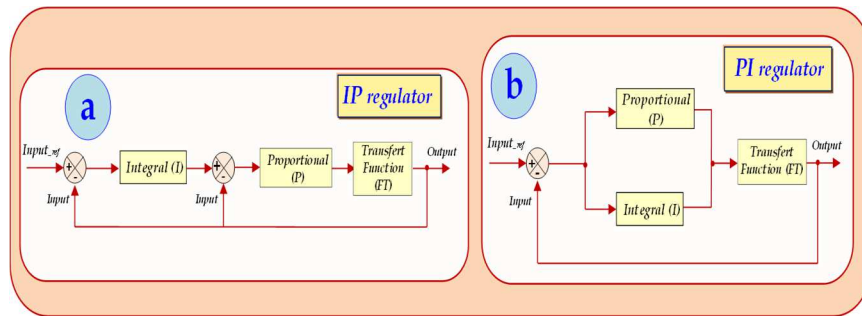 a
IP regulator
Input_ref
+
-
Integral (I)
+
-
Proportional
(P)
Transfert
Function
(FT)
Output
Input
Input
b
PI regulator
Proportional
(P)
Input_ref
+
-
Integral (I)
Transfert
Function (FT)
Output
Input